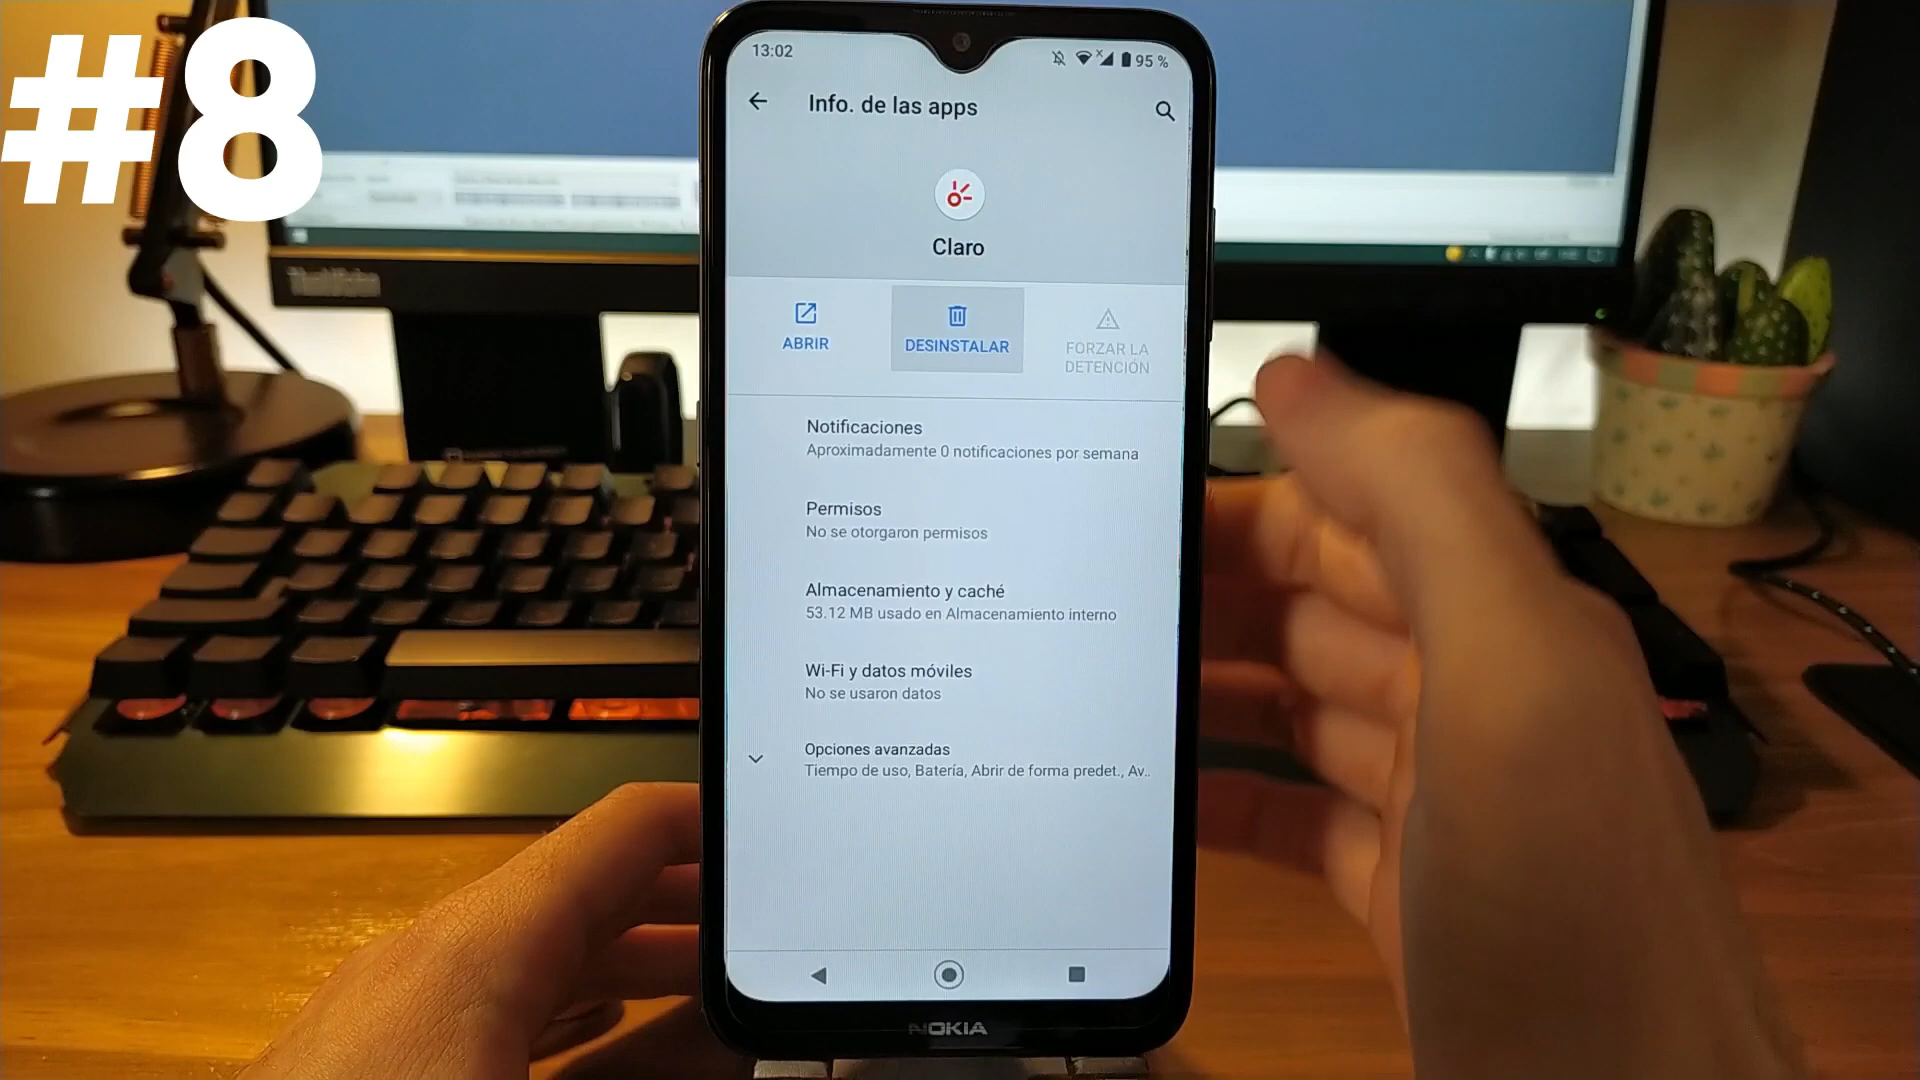 #8
13:02
95 %
Info. de las apps
Claro
ABRIR
DESINSTALAR
FORZAR LA
DETENCIÓN
Notificaciones
Aproximadamente 0 notificaciones por semana
Permisos
No se otorgaron permisos
Almacenamiento y caché
53.12 MB usado en Almacenamiento interno
Wi-Fi y datos móviles
No se usaron datos
Opciones avanzadas
Tiempo de uso, Batería, Abrir de forma predet., Av..
NOKIA